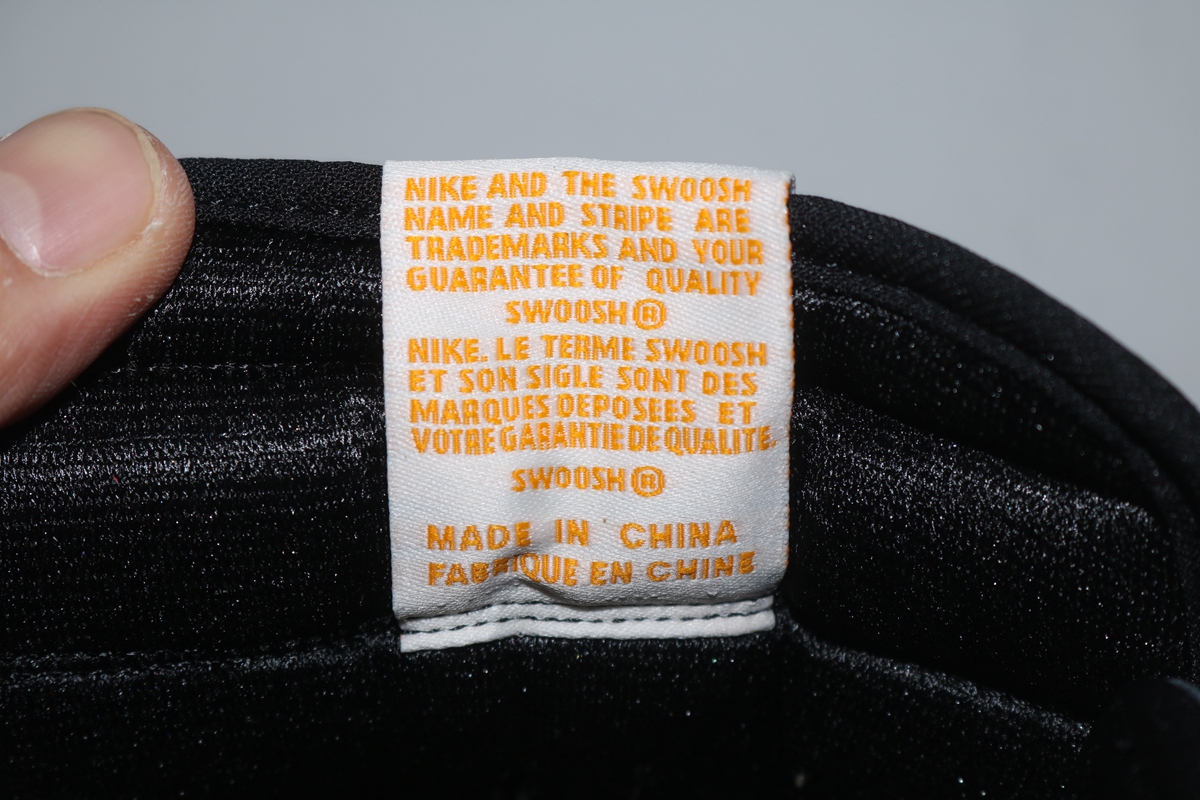 NIKE AND THE SWOOSH
NAME AND STRIPE ARE
TRADEMARKS AND YOUR
GUARANTEE OF QUALITY
SWOOSH®
NIKE. LE TERME SWOOSH
ET SON SIGLE SONT DES
MARQUES DEPOSEES ET
VOTRE GARANTIE DE QUALITE.
SWOOSH®
MADE IN CHINA
FABRIQUE EN CHINE